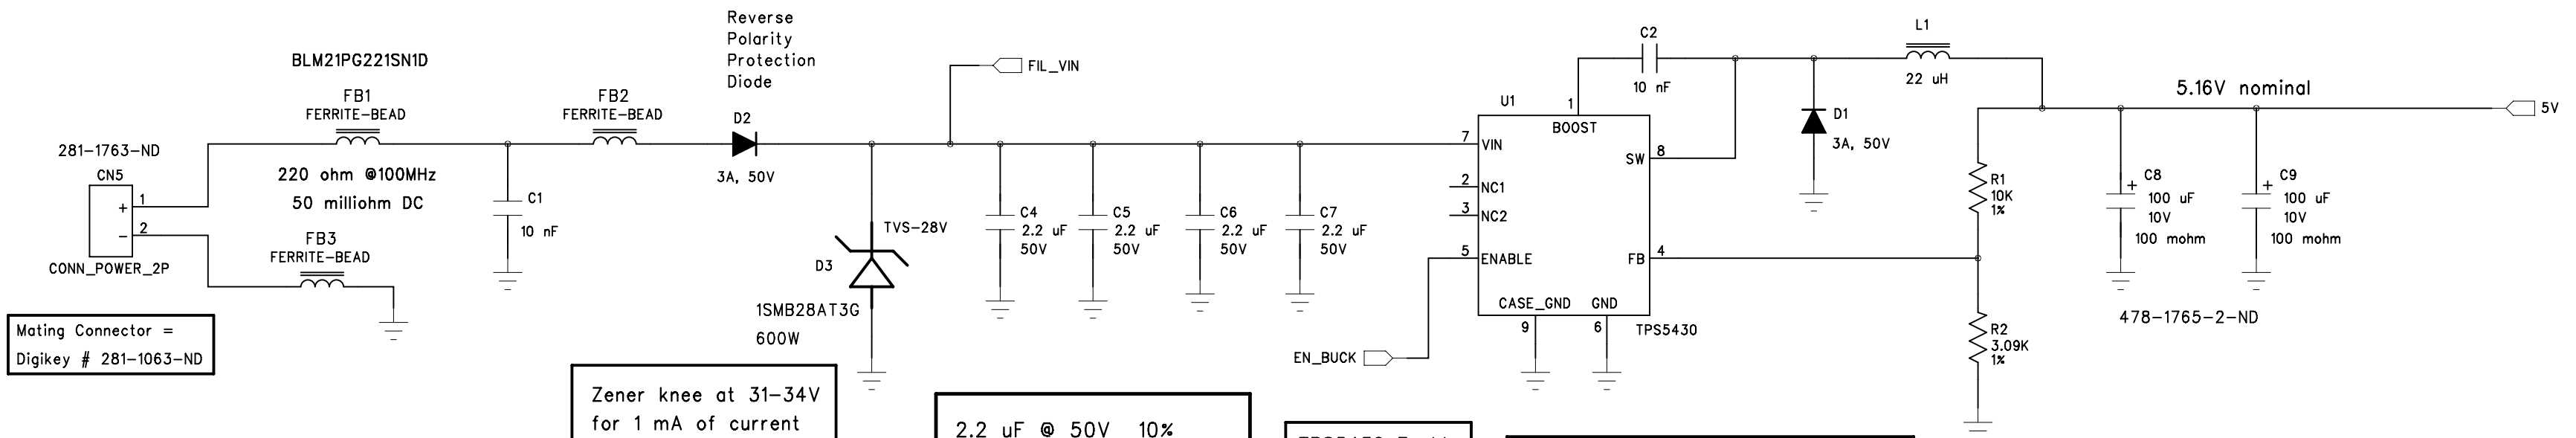 Reverse
Polarity
Protection
Diode
BLM21PG221SN1D
FB1
FERRITE-BEAD
FB2
FERRITE-BEAD
D2
3A, 50V
FIL_VIN
281-1763-ND
CN5
+
1
-
2
CONN_POWER_2P
220 ohm @100MHz
50 milliohm DC
FB3
FERRITE-BEAD
C1
10 nF
Mating Connector =
Digikey # 281-1063-ND
TVS-28V
D3
1SMB28AT3G
600W
Zener knee at 31-34V
for 1 mA of current
C4
2.2 uF
50V
C5
2.2 uF
50V
C6
2.2 uF
50V
C7
2.2 uF
50V
2.2 uF @ 50V 10%
U1
1
BOOST
7
VIN
SW
8
2
NC1
3
NC2
5
ENABLE
FB
4
CASE_GND
GND
9
6
TPS5430
EN_BUCK
C2
10 nF
D1
3A, 50V
L1
22 uH
5.16V nominal
5V
R1
10K
1%
R2
3.09K
1%
+
C8
100 uF
10V
100 mohm
+
C9
100 uF
10V
100 mohm
478-1765-2-ND